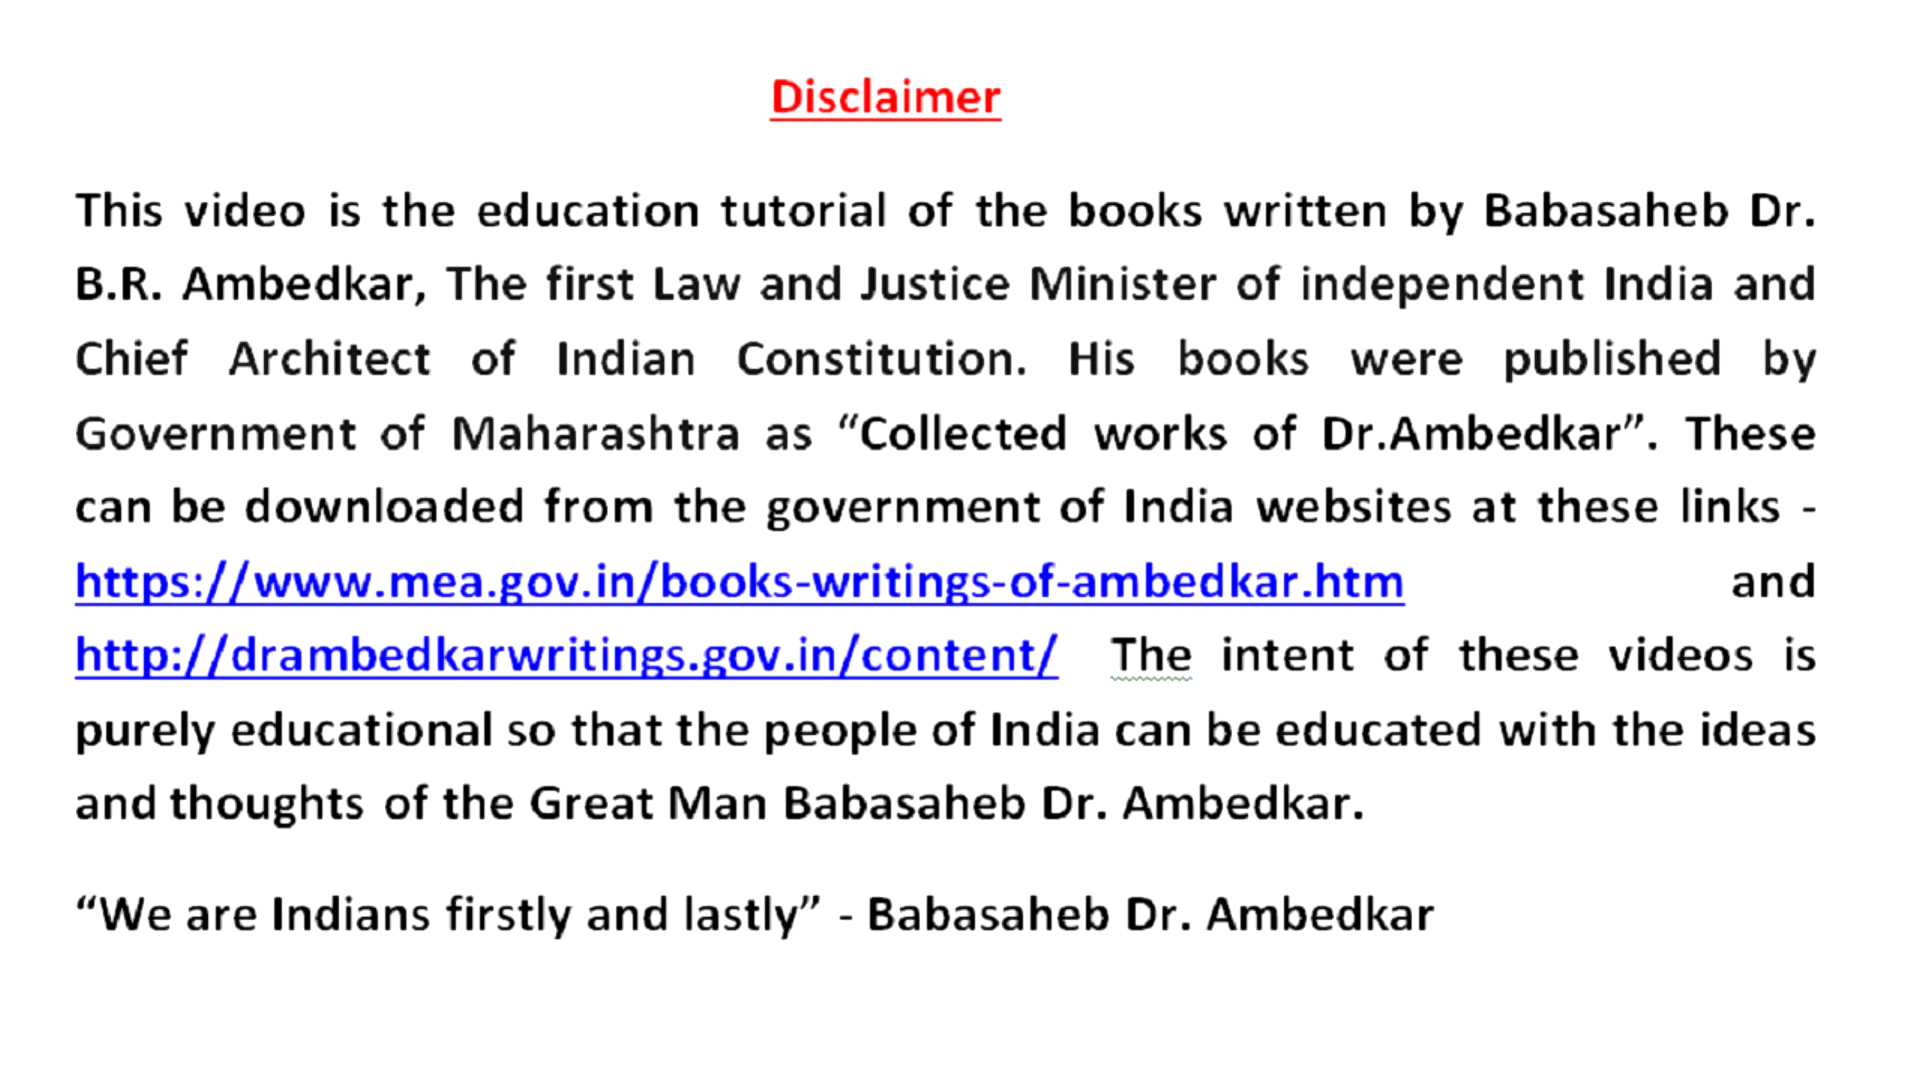 Disclaimer
This video is the education tutorial of the books written by Babasaheb Dr.
B.R. Ambedkar, The first Law and Justice Minister of independent India and
Chief Architect of Indian Constitution. His books were published by
Government of Maharashtra as “Collected works of Dr.Ambedkar”. These
can be downloaded from the government of India websites at these links -
https://www.mea.gov.in/books-writings-of-ambedkar.htm and
http://drambedkarwritings.gov.in/content/ The intent of these videos is
purely educational so that the people of India can be educated with the ideas
and thoughts of the Great Man Babasaheb Dr. Ambedkar.
“We are Indians firstly and lastly” - Babasaheb Dr. Ambedkar